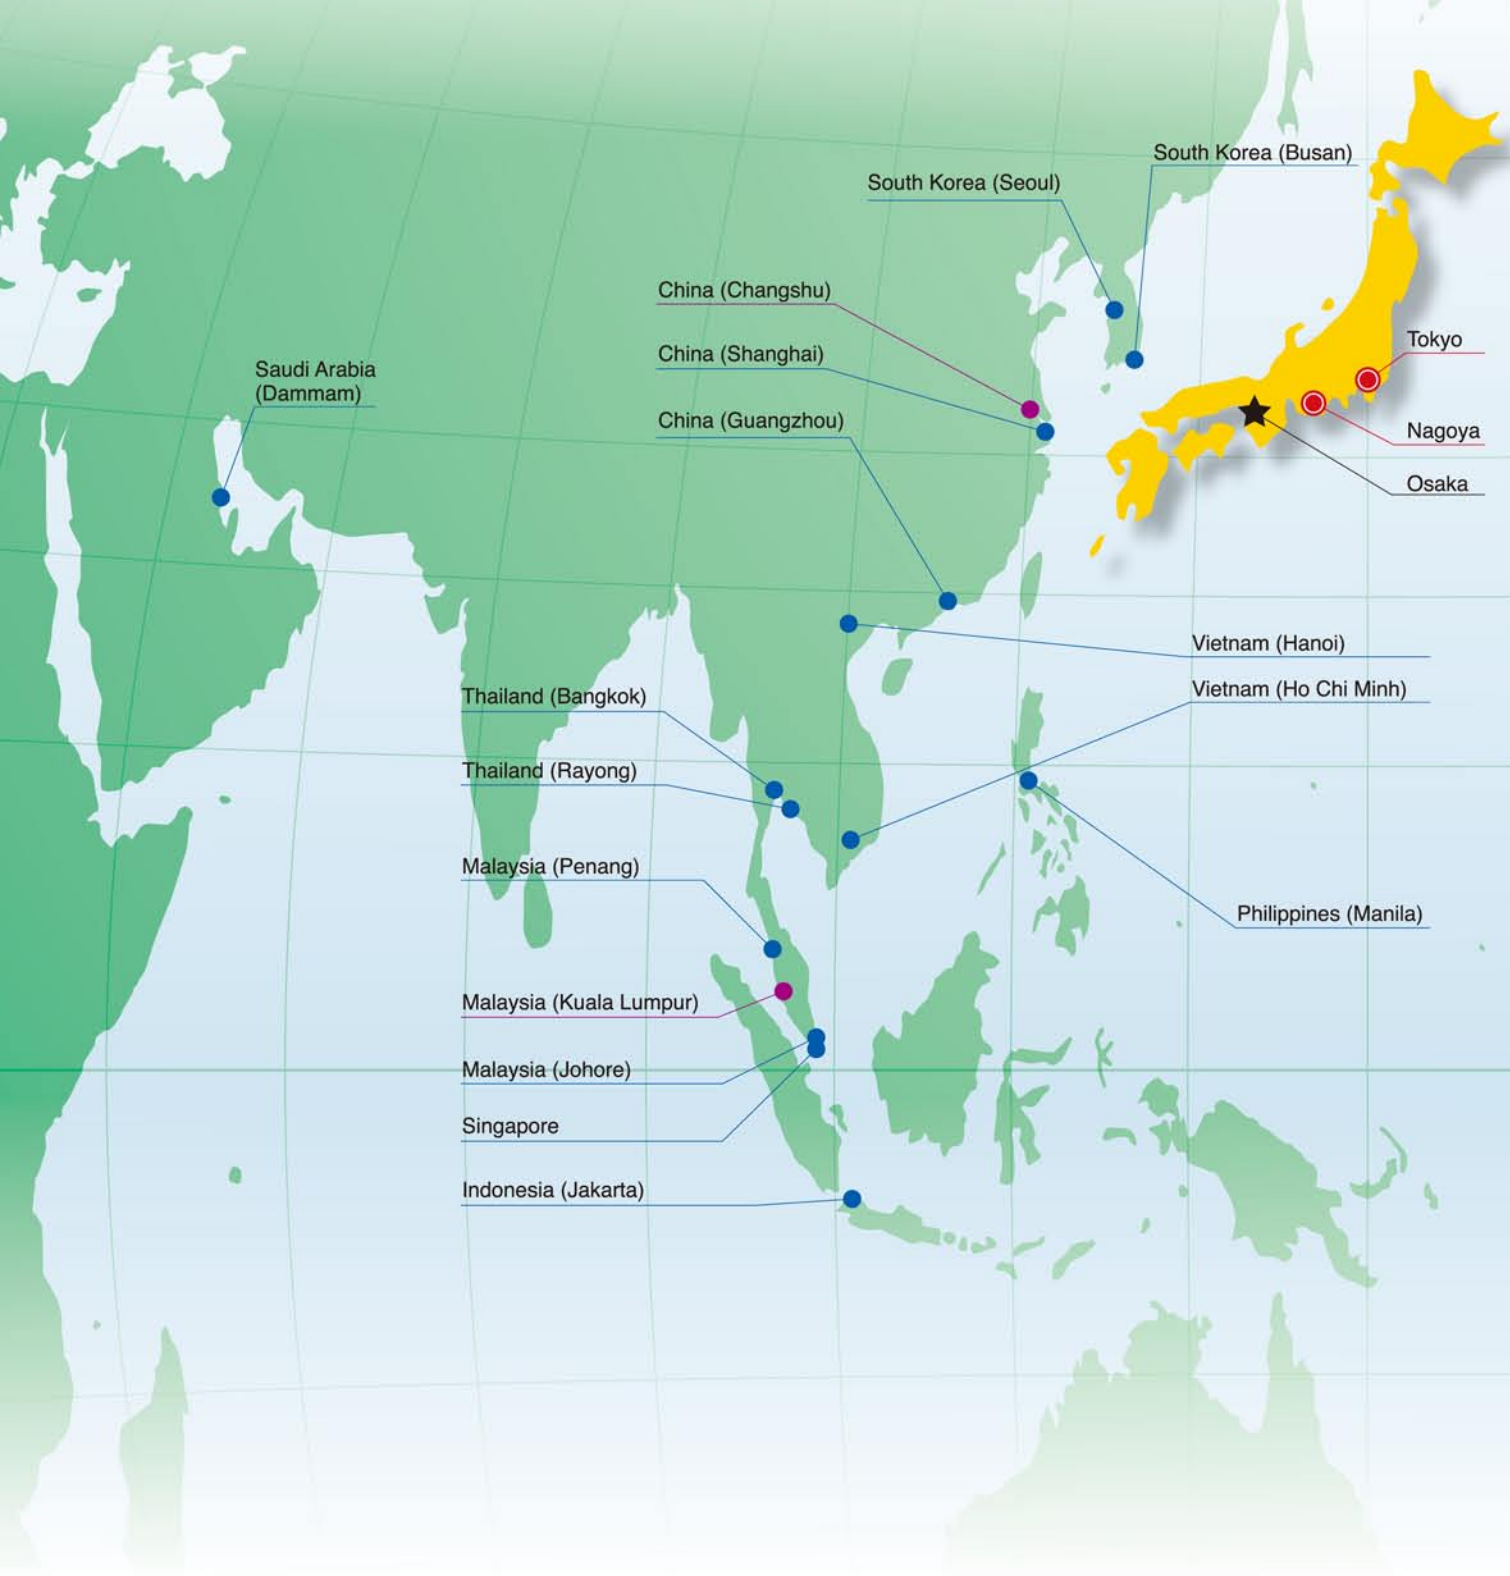 South Korea (Busan)
South Korea (Seoul)
China (Changshu)
Tokyo
China (Shanghai)
Saudi Arabia
(Dammam)
China (Guangzhou)
Nagoya
Osaka
Vietnam (Hanoi)
Vietnam (Ho Chi Minh)
Thailand (Bangkok)
Thailand (Rayong)
Malaysia (Penang)
Philippines (Manila)
Malaysia (Kuala Lumpur)
Malaysia (Johore)
Singapore
Indonesia (Jakarta)